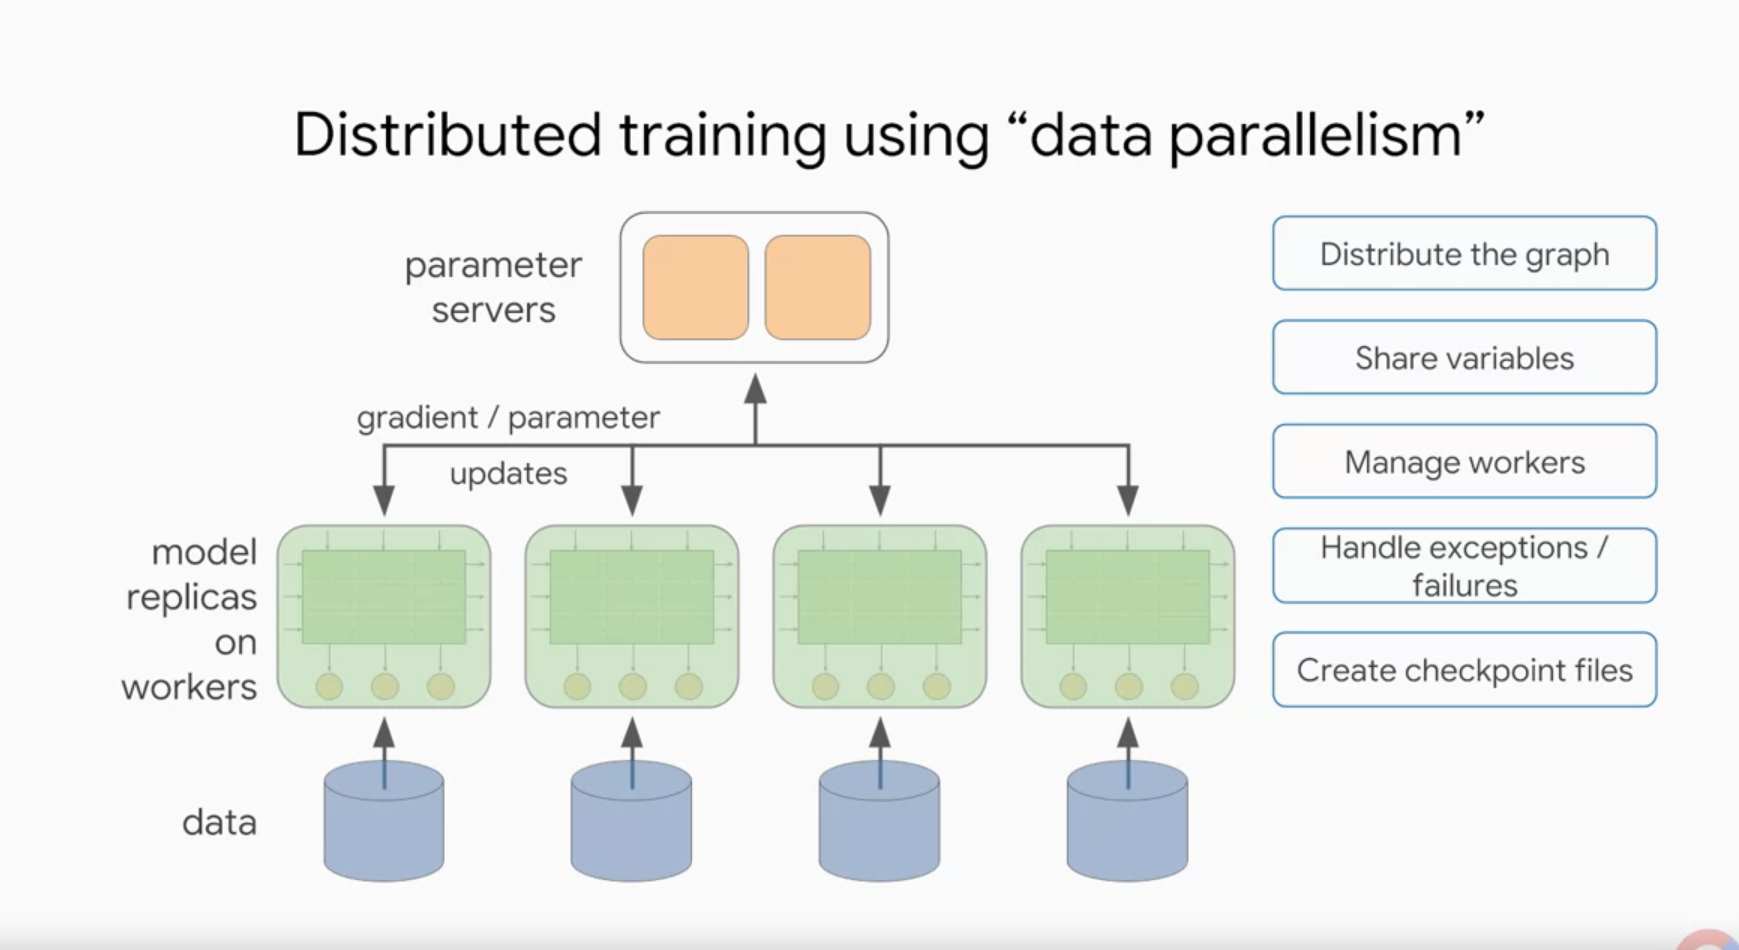 Distributed training using “data parallelism”
parameter
servers
gradient / parameter
updates
model
replicas
on
workers
data
Distribute the graph
Share variables
Manage workers
Handle exceptions /
failures
Create checkpoint files